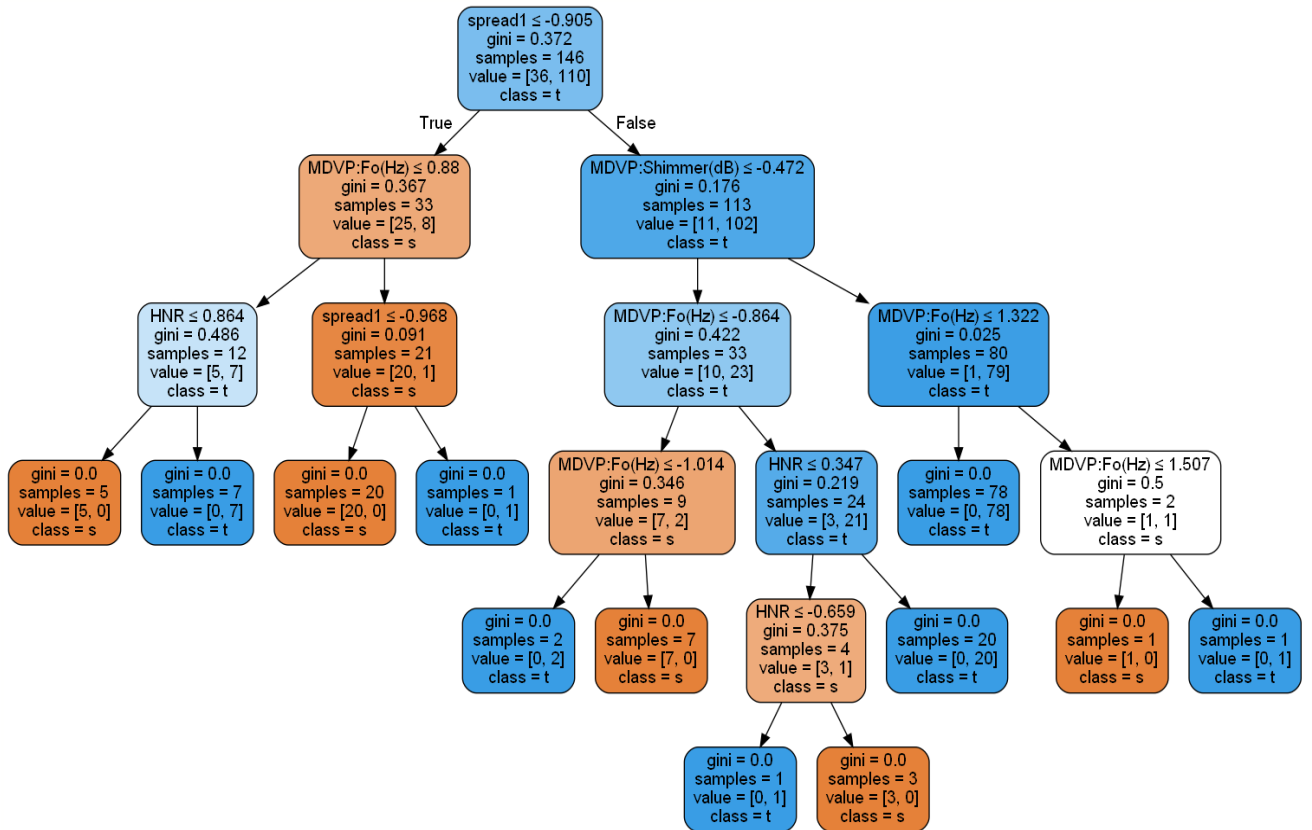 spread1 ≤ -0.905
gini = 0.372
samples = 146
value = [36, 110]
class = t
True
False
MDVP:Fo(Hz) ≤ 0.88
gini = 0.367
samples = 33
value = [25, 8]
class = s
MDVP:Shimmer(dB) ≤ -0.472
gini = 0.176
samples = 113
value = [11, 102]
class = t
HNR ≤ 0.864
gini = 0.486
samples = 12
value = [5, 7]
class = t
spread1 ≤ -0.968
gini = 0.091
samples = 21
value = [20, 1]
class = s
MDVP:Fo(Hz) ≤ -0.864
gini = 0.422
samples = 33
value = [10, 23]
class = t
MDVP:Fo(Hz) ≤ 1.322
gini = 0.025
samples = 80
value = [1, 79]
class = t
gini = 0.0
samples = 5
value = [5, 0]
class = s
gini = 0.0
samples = 7
value = [0, 7]
class = t
gini = 0.0
samples = 20
value = [20, 0]
class = s
gini = 0.0
samples = 1
value = [0, 1]
class = t
MDVP:Fo(Hz) ≤ -1.014
gini = 0.346
samples = 9
value = [7, 2]
class = s
HNR ≤ 0.347
gini = 0.219
samples = 24
value = [3, 21]
class = t
gini = 0.0
samples = 78
value = [0, 78]
class = t
MDVP:Fo(Hz) ≤ 1.507
gini = 0.5
samples = 2
value = [1, 1]
class = s
gini = 0.0
samples = 2
value = [0, 2]
class = t
gini = 0.0
samples = 7
value = [7, 0]
class = s
HNR ≤ -0.659
gini = 0.375
samples = 4
value = [3, 1]
class = s
gini = 0.0
samples = 20
value = [0, 20]
class = t
gini = 0.0
samples = 1
value = [1, 0]
class = s
gini = 0.0
samples = 1
value = [0, 1]
class = t
gini = 0.0
samples = 1
value = [0, 1]
class = t
gini = 0.0
samples = 3
value = [3, 0]
class = s